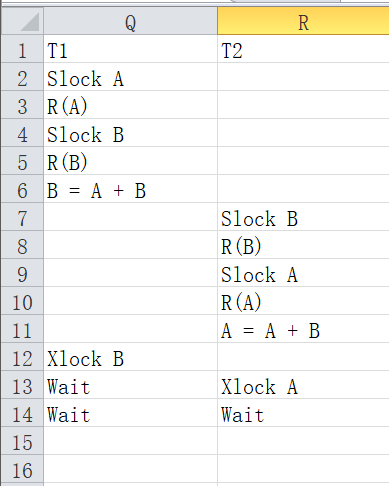 Q R
1 T1 T2
2 Slock A
3 R(A)
4 Slock B
5 R(B)
6 B = A + B
7 Slock B
8 R(B)
9 Slock A
10 R(A)
11 A = A + B
12 Xlock B
13 Wait Xlock A
14 Wait Wait
15
16